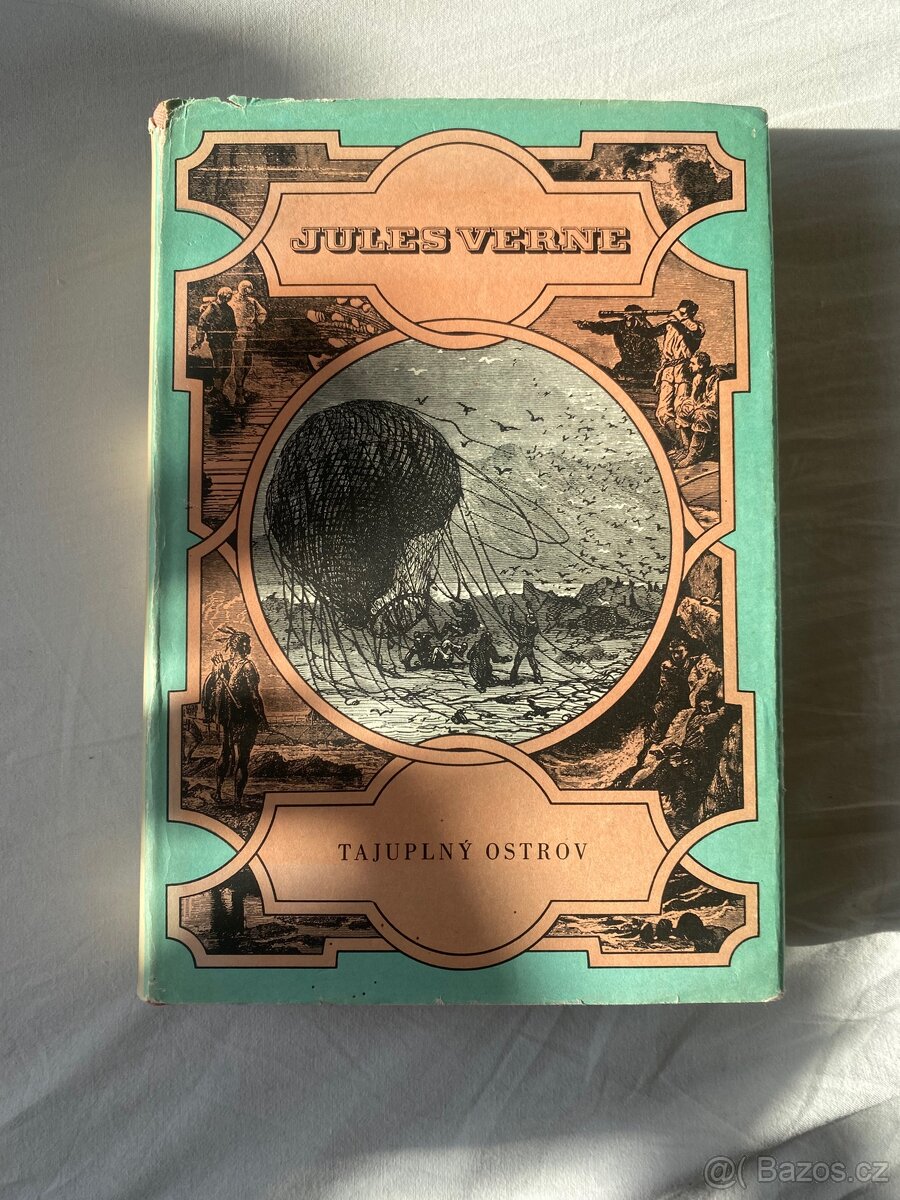 JULES VERNE
TAJUPLNÝ OSTROV
@( Bazos.cz